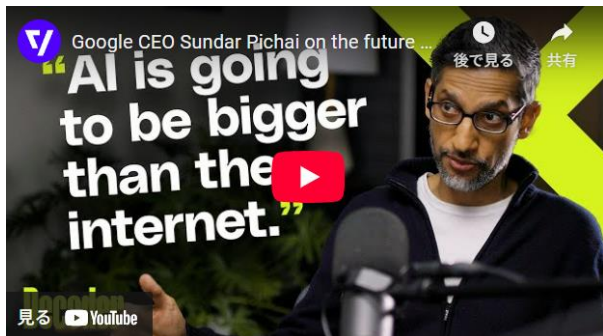 Google CEO Sundar Pichai on the future ...
後で見る
共有
“AI is going
to be bigger
than the
internet.”
Decoder
見る
YouTube